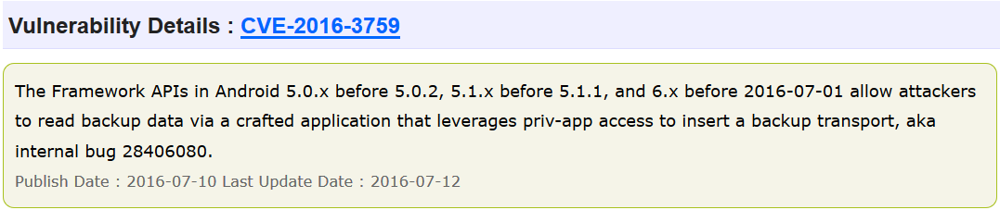 Vulnerability Details : CVE-2016-3759
The Framework APIs in Android 5.0.x before 5.0.2, 5.1.x before 5.1.1, and 6.x before 2016-07-01 allow attackers
to read backup data via a crafted application that leverages priv-app access to insert a backup transport, aka
internal bug 28406080.
Publish Date : 2016-07-10 Last Update Date : 2016-07-12